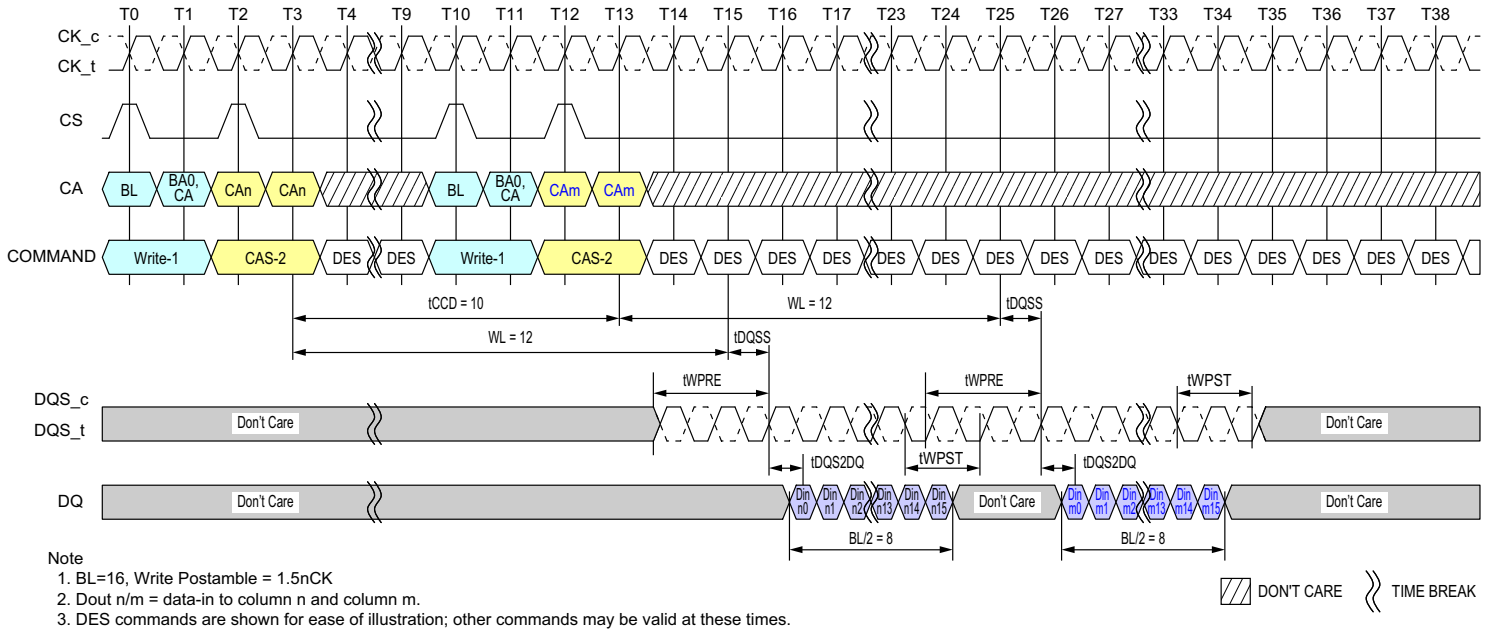 T0 T1 T2 T3 T4 T9 T10 T11 T12 T13 T14 T15 T16 T17 T23 T24 T25 T26 T27 T33 T34 T35 T36 T37 T38
CK_c
CK_t
CS
CA BL BA0, CA CAn CAn BL BA0, CA CAm CAm
COMMAND Write-1 CAS-2 DES DES Write-1 CAS-2 DES DES DES DES DES DES DES DES DES DES DES DES DES DES DES
tCCD = 10 WL = 12 tDQSS
WL = 12 tDQSS
tWPRE tWPRE tWPST
DQS_c
DQS_t Don't Care Don't Care
tDQS2DQ tWPST tDQS2DQ
DQ Don't Care Din n0 Din n1 Din n2 Din n13 Din n14 Din n15 Don't Care Din m0 Din m1 Din m2 Din m13 Din m14 Din m15 Don't Care
BL/2 = 8 BL/2 = 8
Note
1. BL=16, Write Postamble = 1.5nCK
2. Dout n/m = data-in to column n and column m.
3. DES commands are shown for ease of illustration; other commands may be valid at these times.
DON'T CARE TIME BREAK